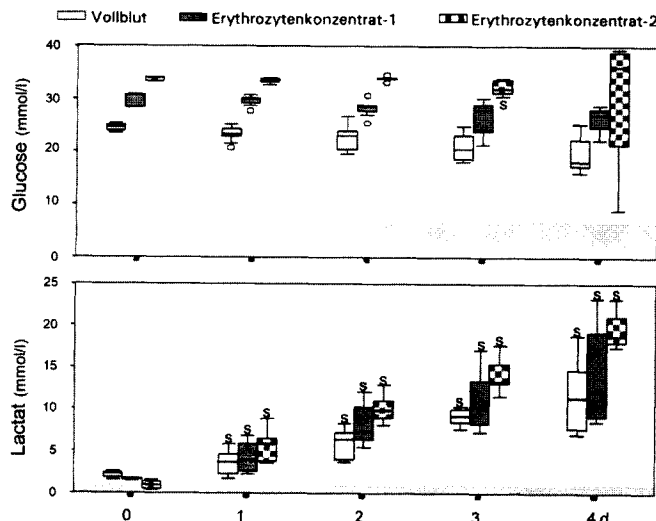 Vollblut Erythrozytenkonzentrat-1 Erythrozytenkonzentrat-2
Glucose (mmol/l)
40
30
20
10
0
s
Lactat (mmol/l)
25
20
15
10
5
0
s s s
s s s
s s s
s s s
0 1 2 3 4 d